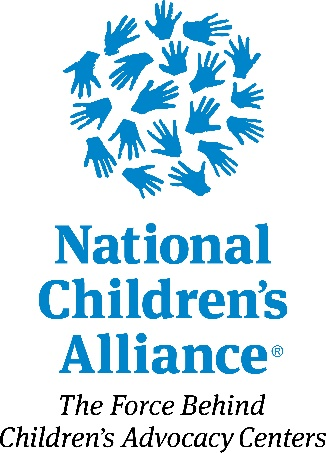 National
Children's
Alliance®
The Force Behind
Children's Advocacy Centers